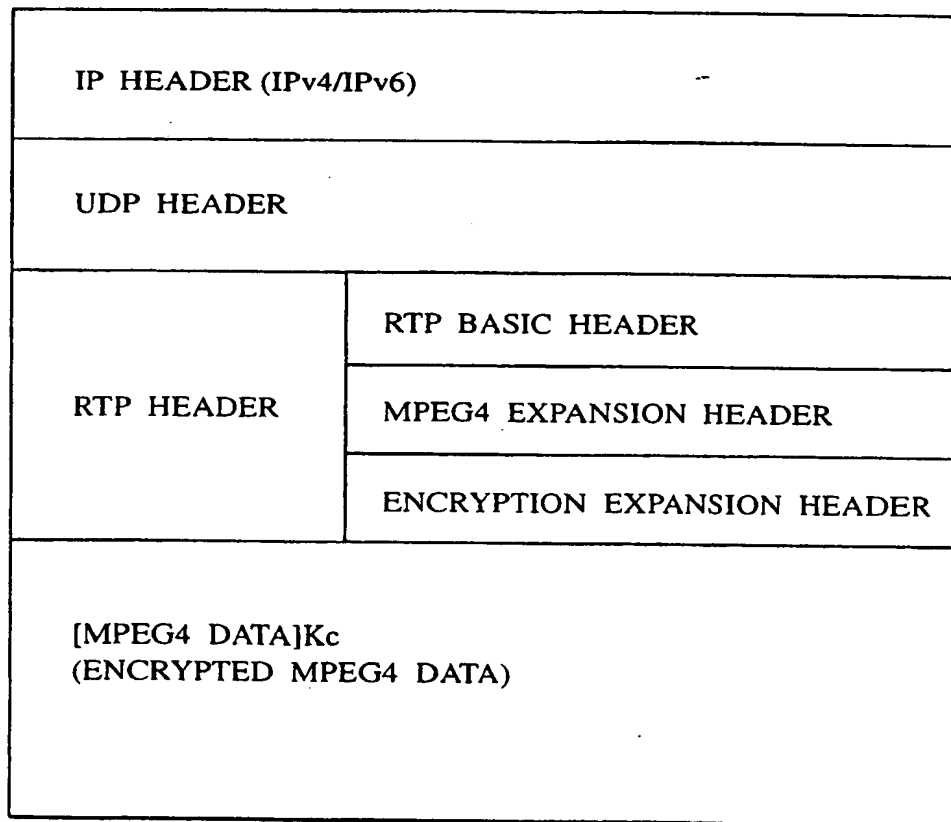 IP HEADER (IPv4/IPv6)
UDP HEADER
RTP HEADER
RTP BASIC HEADER
MPEG4 EXPANSION HEADER
ENCRYPTION EXPANSION HEADER
[MPEG4 DATA]Kc
(ENCRYPTED MPEG4 DATA)